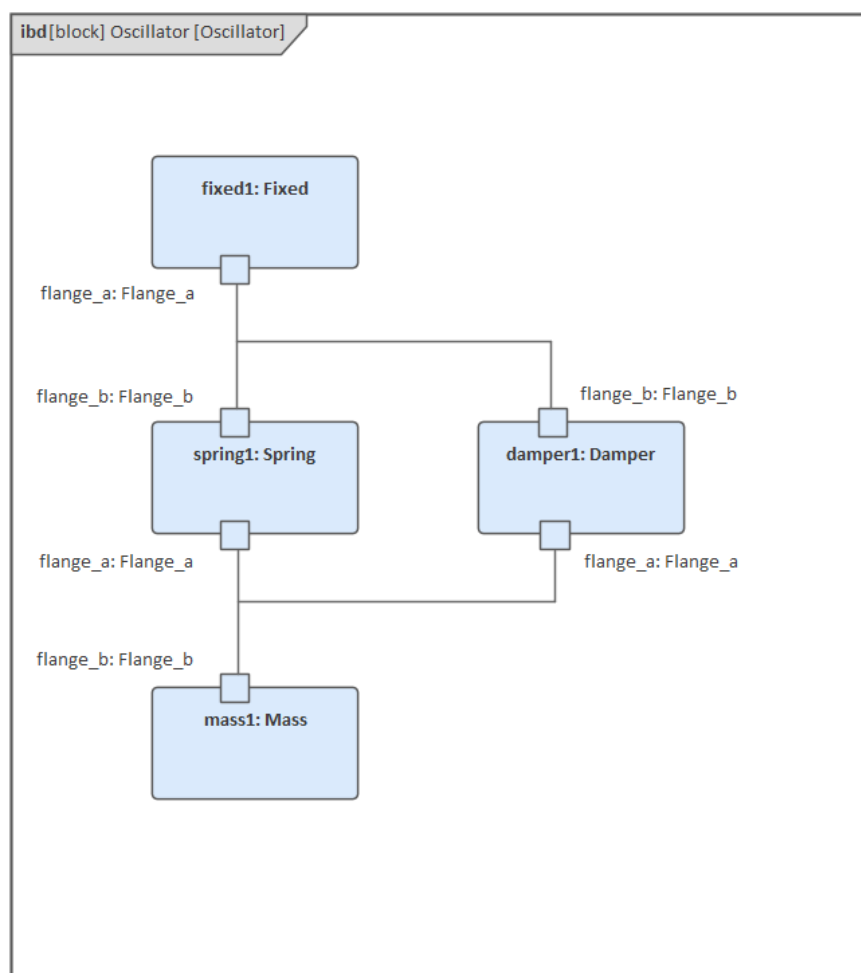 ibd[block] Oscillator [Oscillator]
fixed1: Fixed
flange_a: Flange_a
flange_b: Flange_b
flange_b: Flange_b
spring1: Spring
damper1: Damper
flange_a: Flange_a
flange_a: Flange_a
flange_b: Flange_b
mass1: Mass